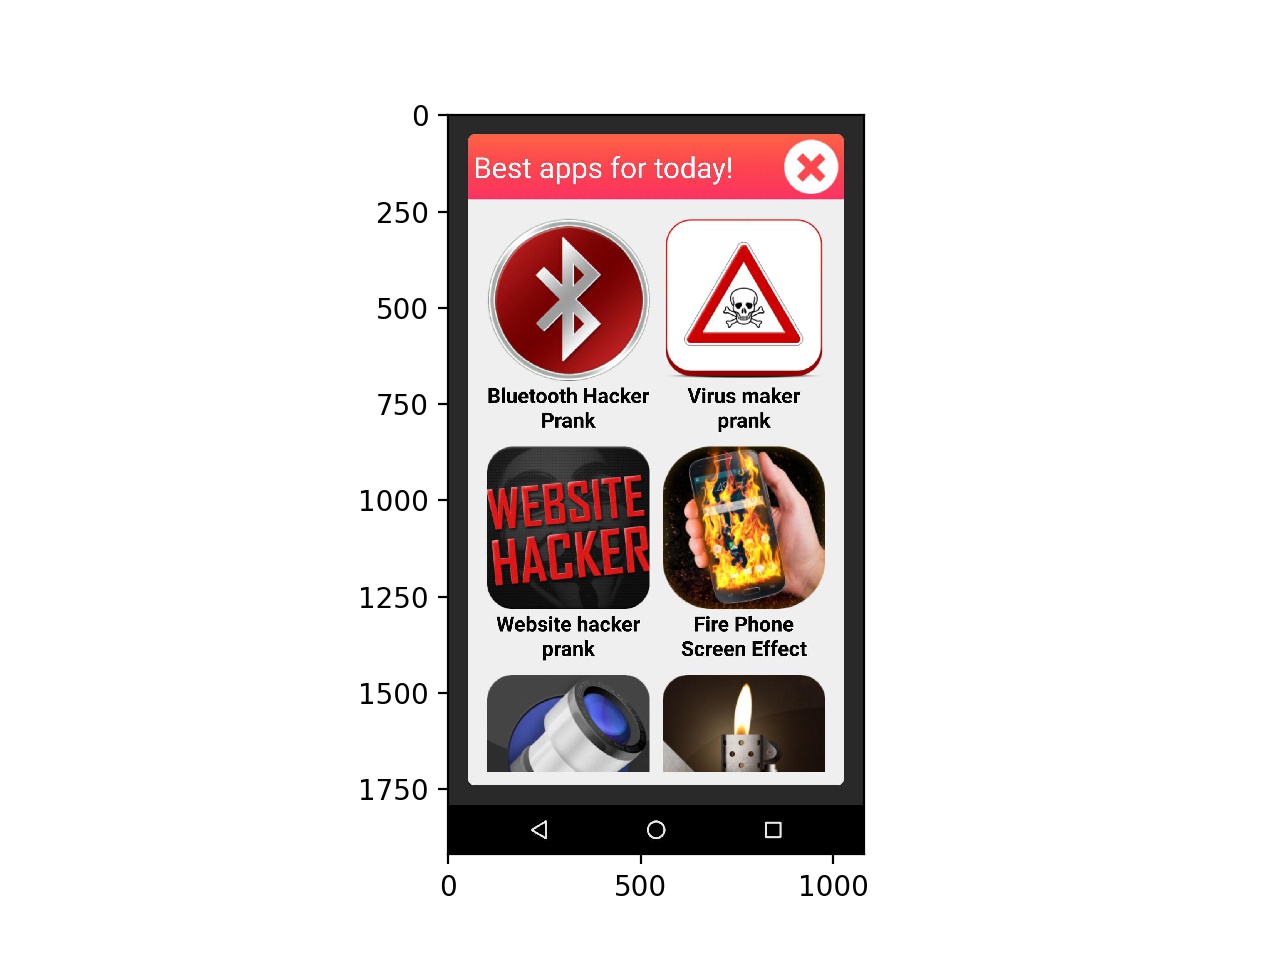 Best apps for today!
Bluetooth Hacker
Prank
Virus maker
prank
WEBSITE
HACKER
Website hacker
prank
Fire Phone
Screen Effect
0
250
500
750
1000
1250
1500
1750
0
500
1000